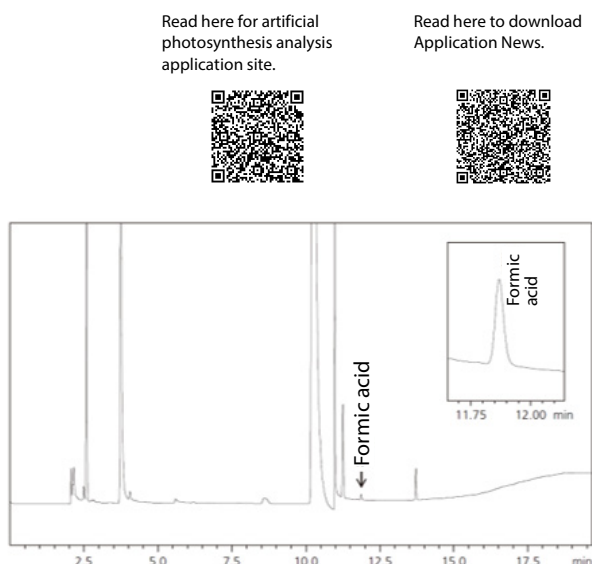 Read here for artificial
photosynthesis analysis
application site.
Read here to download
Application News.
Formic
acid
11.75 12.00 min
Formic acid
2.5 5.0 7.5 10.0 12.5 15.0 17.5 min